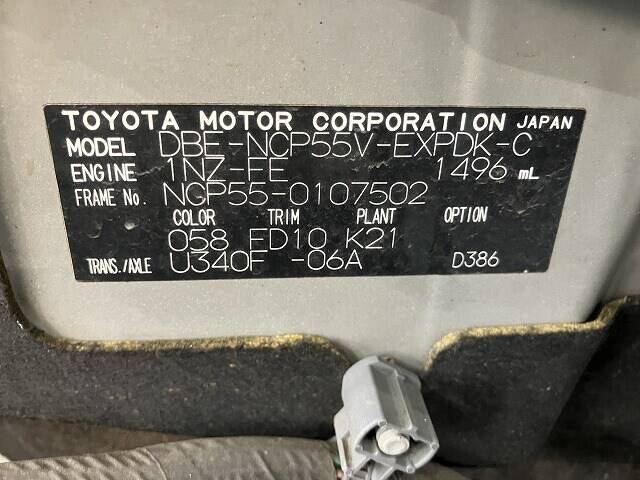 TOYOTA MOTOR CORPORATION JAPAN
MODEL DBE-NCP55V-EXPDK-C
ENGINE 1NZ-FE 1496 mL
FRAME No. NCP55-0107502
COLOR TRIM PLANT OPTION
058 FD10 K21
TRANS./AXLE U340F -06A D386